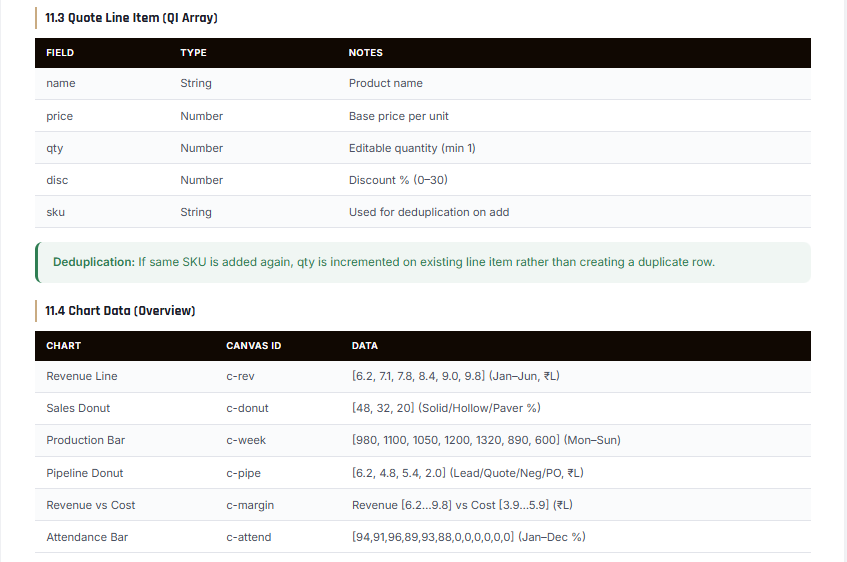 11.3 Quote Line Item (QI Array)
FIELD TYPE NOTES
name String Product name
price Number Base price per unit
qty Number Editable quantity (min 1)
disc Number Discount % (0–30)
sku String Used for deduplication on add
Deduplication: If same SKU is added again, qty is incremented on existing line item rather than creating a duplicate row.
11.4 Chart Data (Overview)
CHART CANVAS ID DATA
Revenue Line c-rev [6.2, 7.1, 7.8, 8.4, 9.0, 9.8] (Jan–Jun, ₹L)
Sales Donut c-donut [48, 32, 20] (Solid/Hollow/Paver %)
Production Bar c-week [980, 1100, 1050, 1200, 1320, 890, 600] (Mon–Sun)
Pipeline Donut c-pipe [6.2, 4.8, 5.4, 2.0] (Lead/Quote/Neg/PO, ₹L)
Revenue vs Cost c-margin Revenue [6.2...9.8] vs Cost [3.9...5.9] (₹L)
Attendance Bar c-attend [94,91,96,89,93,88,0,0,0,0,0,0] (Jan–Dec %)